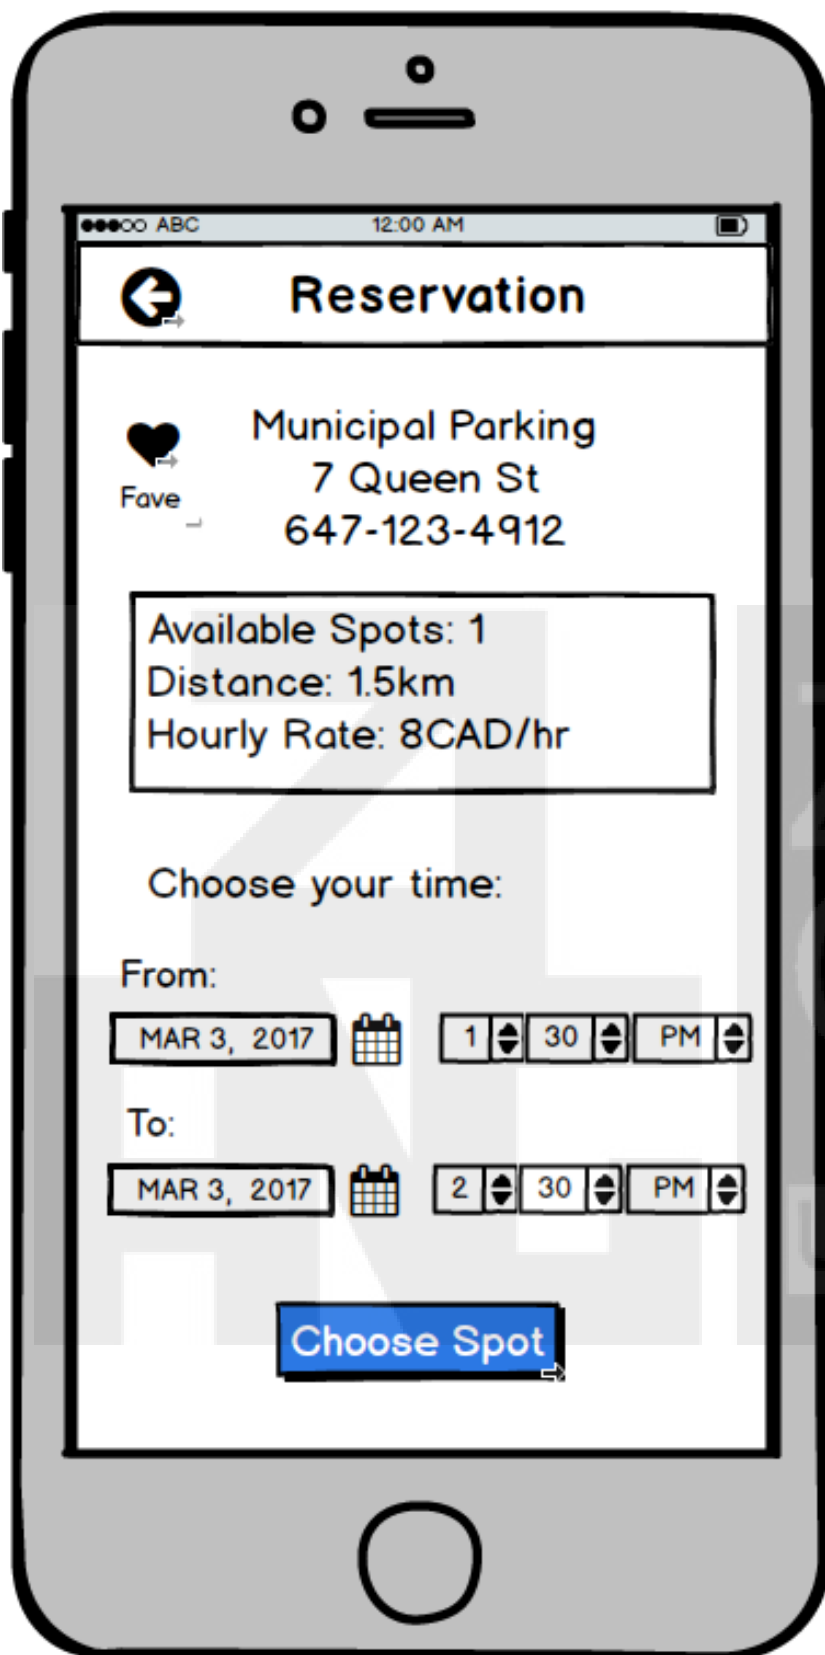 ABC 12:00 AM
Reservation
Municipal Parking
7 Queen St
647-123-4912
Fave
Available Spots: 1
Distance: 1.5km
Hourly Rate: 8CAD/hr
Choose your time:
From:
MAR 3, 2017 1 30 PM
To:
MAR 3, 2017 2 30 PM
Choose Spot